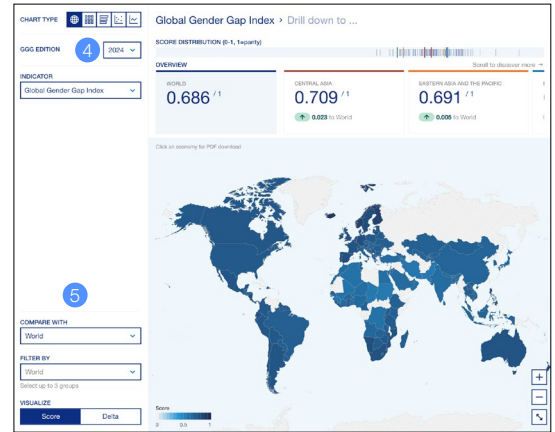 CHART TYPE
Global Gender Gap Index > Drill down to ...
GGG EDITION
4
2024
SCORE DISTRIBUTION (0-1, 1=parity)
OVERVIEW
Scroll to discover more →
INDICATOR
Global Gender Gap Index
WORLD
0.686 / 1
CENTRAL ASIA
0.709 / 1
↑ 0.023 to World
EASTERN ASIA AND THE PACIFIC
0.691 / 1
↑ 0.005 to World
Click an economy for PDF download
5
COMPARE WITH
World
FILTER BY
World
Select up to 3 groups
VISUALIZE
Score
Delta
Score
0 0.5 1
+
−